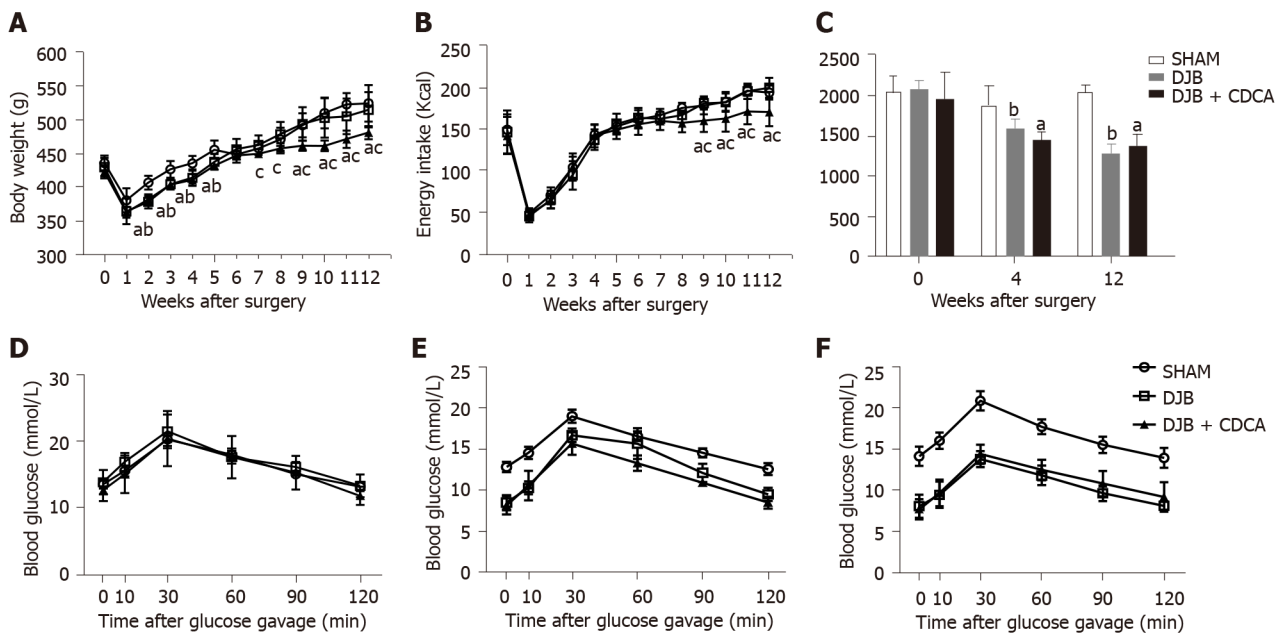 A
Body weight (g)
600
550
500
450
400
350
300
ab
ab
ab
ab
c
c
ac
ac
ac
ac
0 1 2 3 4 5 6 7 8 9 10 1112
Weeks after surgery
B
Energy intake (Kcal)
250
200
150
100
50
0
ac
ac
ac
ac
0 1 2 3 4 5 6 7 8 9 10 1112
Weeks after surgery
C
2500
2000
1500
1000
500
0
b
a
b
a
0 4 12
Weeks after surgery
SHAM
DJB
DJB + CDCA
D
Blood glucose (mmol/L)
30
20
10
0
0 10 30 60 90 120
Time after glucose gavage (min)
E
Blood glucose (mmol/L)
25
20
15
10
5
0
0 10 30 60 90 120
Time after glucose gavage (min)
F
Blood glucose (mmol/L)
25
20
15
10
5
0
0 10 30 60 90 120
Time after glucose gavage (min)
SHAM
DJB
DJB + CDCA